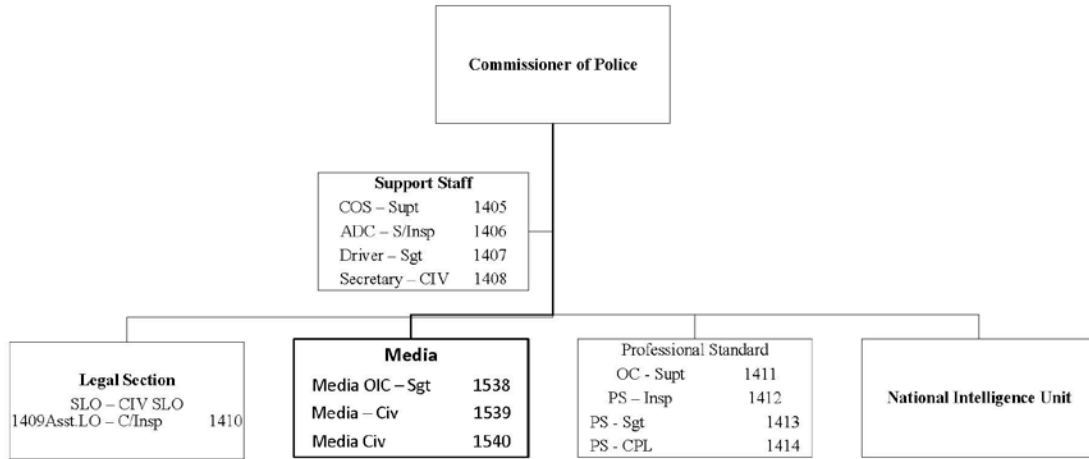 Commissioner of Police
Support Staff
COS – Supt 1405
ADC – S/Insp 1406
Driver – Sgt 1407
Secretary – CIV 1408
Legal Section
SLO – CIV SLO
1409Asst.LO – C/Insp 1410
Media
Media OIC – Sgt 1538
Media – Civ 1539
Media Civ 1540
Professional Standard
OC - Supt 1411
PS – Insp 1412
PS - Sgt 1413
PS - CPL 1414
National Intelligence Unit